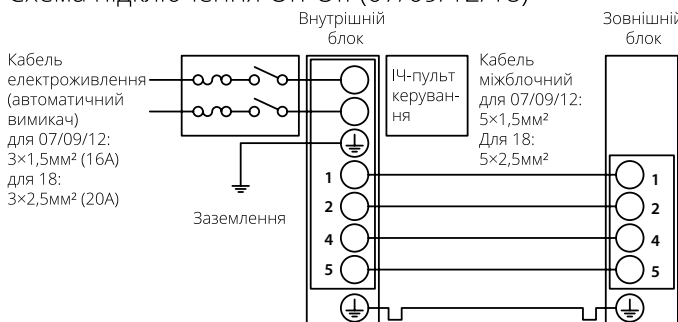 Внутрішній
блок
Зовнішній
блок
Кабель
електроживлення
(автоматичний
вимикач)
для 07/09/12:
3×1,5мм² (16А)
для 18:
3×2,5мм² (20А)
ІЧ-пульт
керуван-
ня
Кабель
міжблочний
для 07/09/12:
5×1,5мм²
Для 18:
5×2,5мм²
Заземлення
1
2
4
5
1
2
4
5